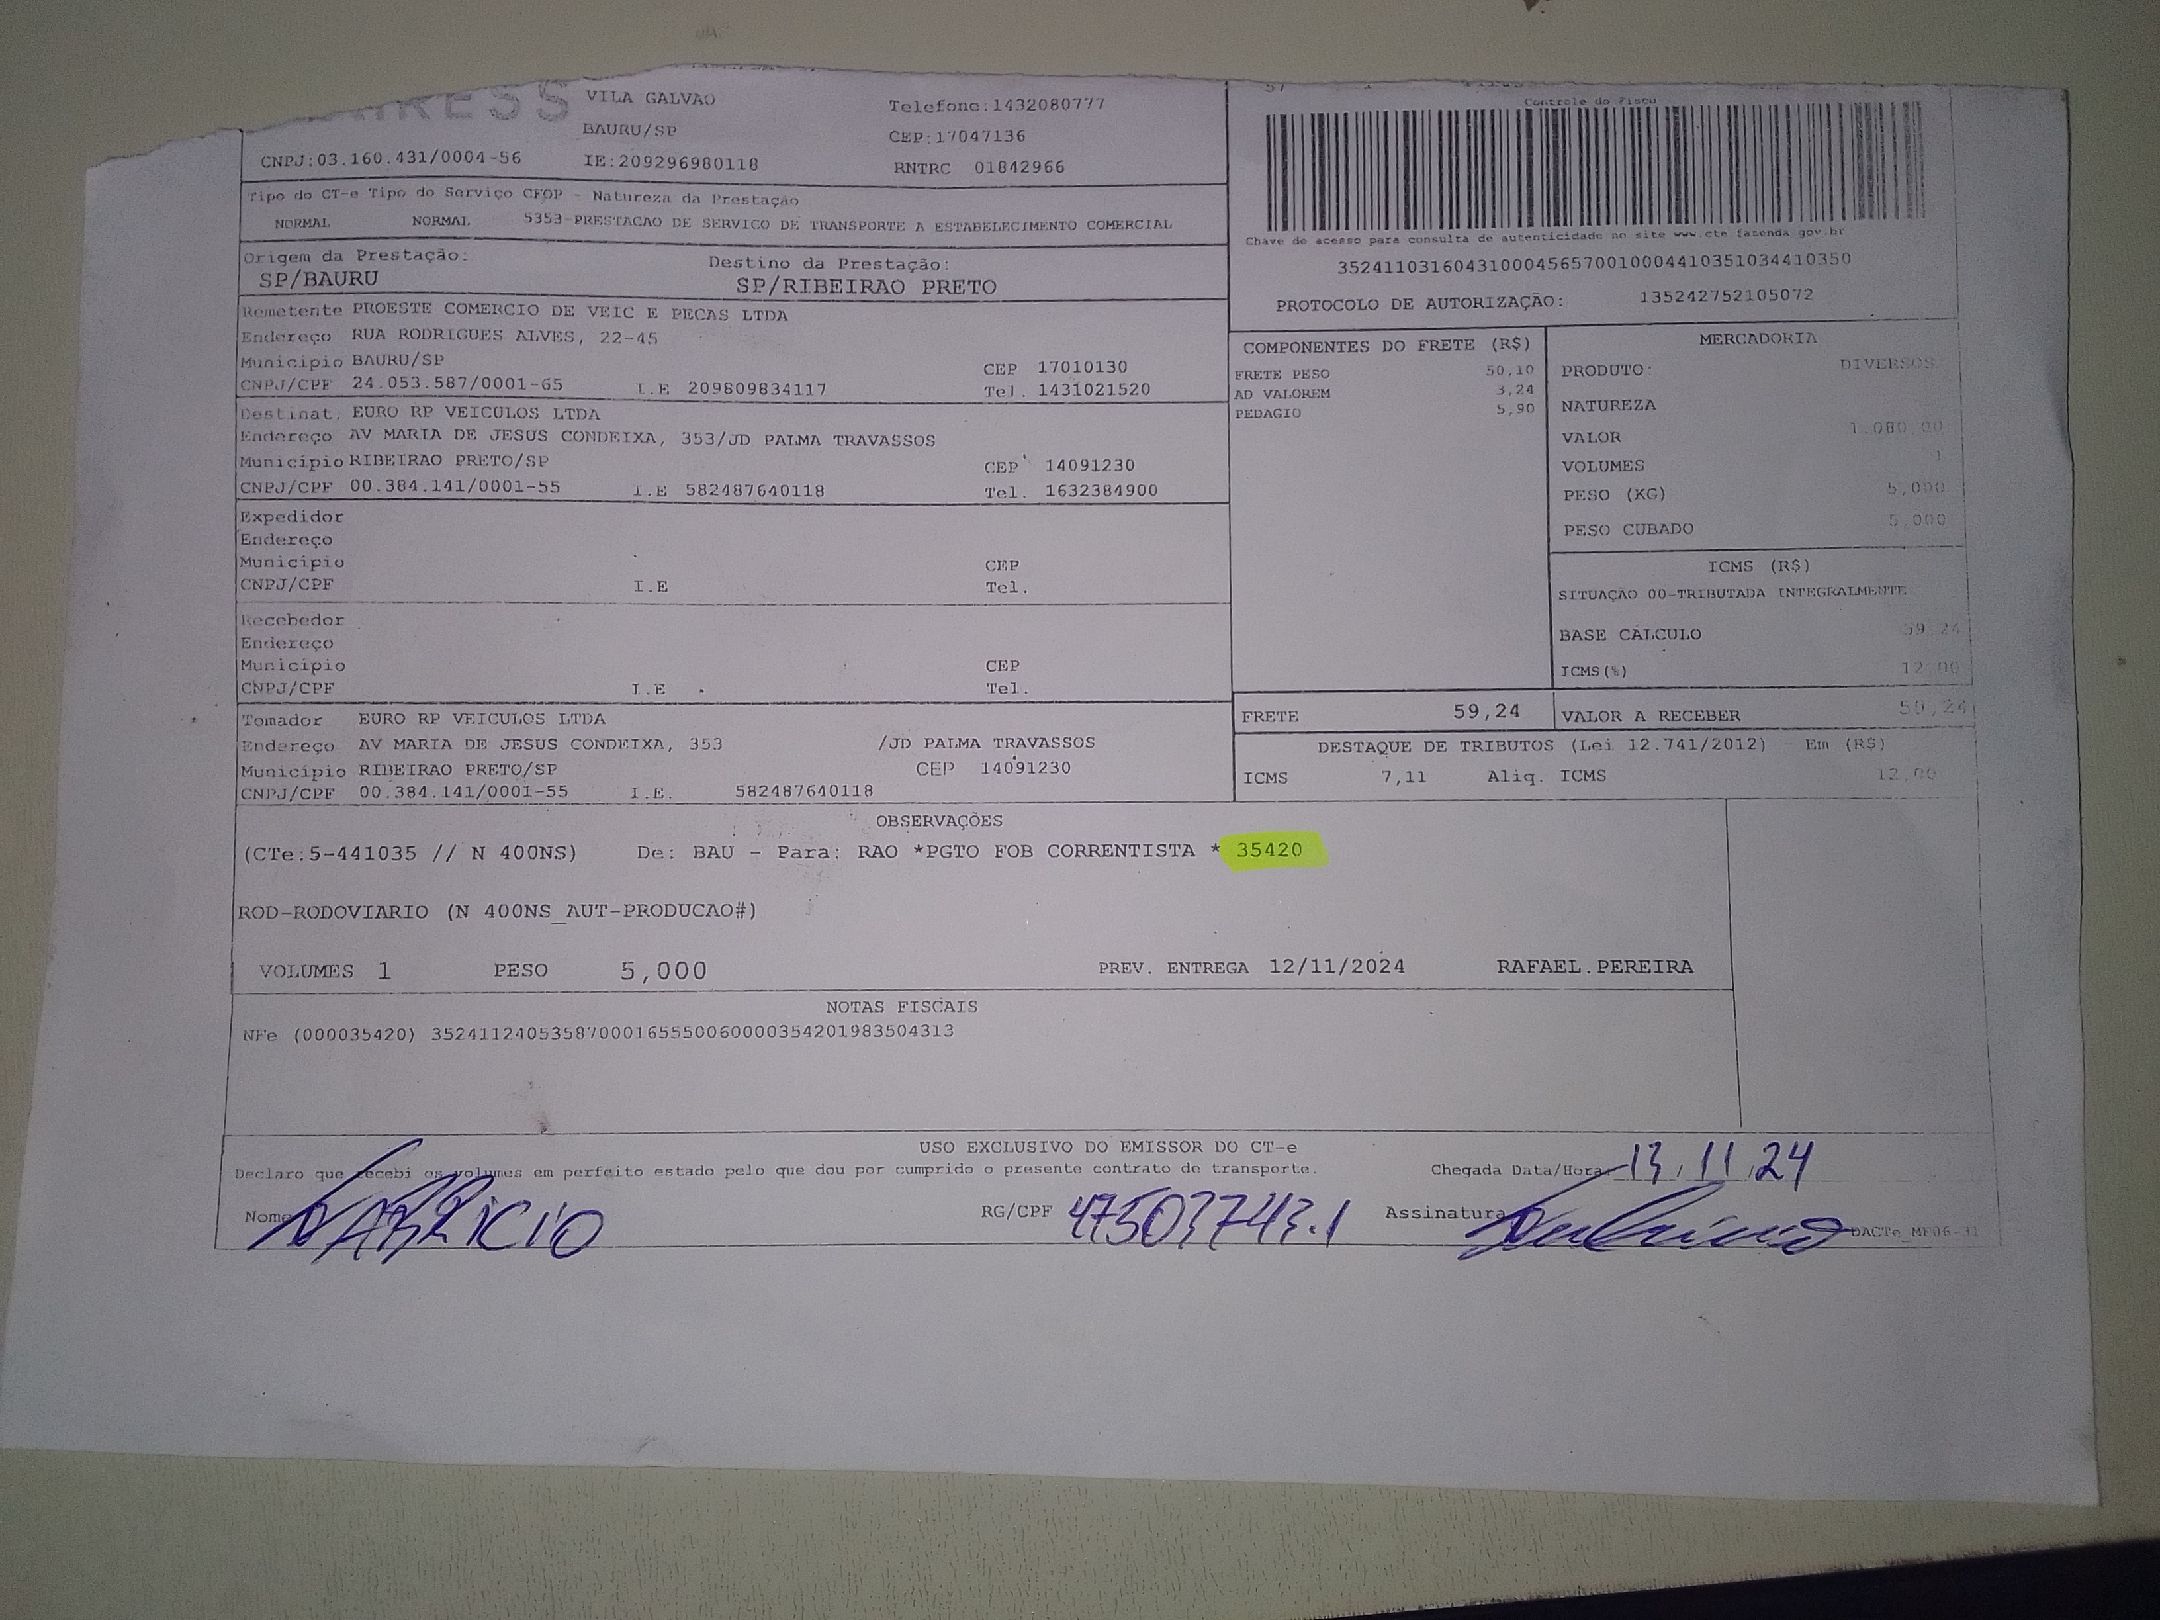 VILA GALVAO
Telefone:1432080777
BAURU/SP
CEP:17047136
CNPJ:03.160.431/0004-56 IE:209296980118 RNTRC 01842966
Tipo do CT-e Tipo do Serviço CFOP - Natureza da Prestação
NORMAL NORMAL 5353-PRESTACAO DE SERVICO DE TRANSPORTE A ESTABELECIMENTO COMERCIAL
Origem da Prestação: Destino da Prestação:
SP/BAURU SP/RIBEIRAO PRETO
Controle do Fisco
Chave de acesso para consulta de autenticidade no site www.cte fazenda gov.br
35241103160431000456570010004410351034410350
PROTOCOLO DE AUTORIZAÇÃO: 135242752105072
Remetente PROESTE COMERCIO DE VEIC E PECAS LTDA
Endereço RUA RODRIGUES ALVES, 22-45
Município BAURU/SP CEP 17010130
CNPJ/CPF 24.053.587/0001-65 I.E 209809834117 Tel. 1431021520
Destinat. EURO RP VEICULOS LTDA
Endereço AV MARIA DE JESUS CONDEIXA, 353/JD PALMA TRAVASSOS
Município RIBEIRAO PRETO/SP CEP 14091230
CNPJ/CPF 00.384.141/0001-55 I.E 582487640118 Tel. 1632384900
Expedidor
Endereço
Município CEP
CNPJ/CPF I.E Tel.
Recebedor
Endereço
Município CEP
CNPJ/CPF I.E Tel.
Tomador EURO RP VEICULOS LTDA
Endereço AV MARIA DE JESUS CONDEIXA, 353 /JD PALMA TRAVASSOS
Município RIBEIRAO PRETO/SP CEP 14091230
CNPJ/CPF 00.384.141/0001-55 I.E. 582487640118
COMPONENTES DO FRETE (R$)
FRETE PESO 50,10
AD VALOREM 3,24
PEDAGIO 5,90
MERCADORIA
PRODUTO: DIVERSOS
NATUREZA
VALOR 1.080,00
VOLUMES 1
PESO (KG) 5,000
PESO CUBADO 5,000
ICMS (R$)
SITUAÇÃO 00-TRIBUTADA INTEGRALMENTE
BASE CÁLCULO 59,24
ICMS(%) 12,00
FRETE 59,24 VALOR A RECEBER 59,24
DESTAQUE DE TRIBUTOS (Lei 12.741/2012) - Em (R$)
ICMS 7,11 Aliq. ICMS 12,00
OBSERVAÇÕES
(CTe:5-441035 // N 400NS) De: BAU - Para: RAO *PGTO FOB CORRENTISTA * 35420
ROD-RODOVIARIO (N 400NS_AUT-PRODUCAO#)
VOLUMES 1 PESO 5,000 PREV. ENTREGA 12/11/2024 RAFAEL.PEREIRA
NOTAS FISCAIS
NFe (000035420) 35241124053587000165550060000354201983504313
USO EXCLUSIVO DO EMISSOR DO CT-e
Declaro que recebi os volumes em perfeito estado pelo que dou por cumprido o presente contrato de transporte. Chegada Data/Hora 13/11/24
Nome FABRICIO RG/CPF 47503743.1 Assinatura